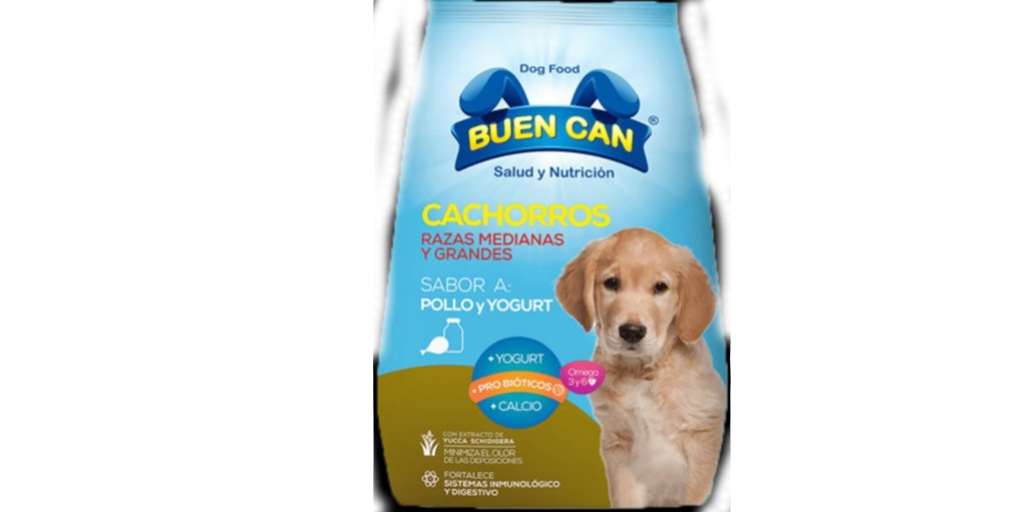 Dog Food
BUEN CAN®
Salud y Nutrición
CACHORROS
RAZAS MEDIANAS
Y GRANDES
SABOR A:
POLLO y YOGURT
+ YOGURT
+ PRO BIÓTICOS
+ CALCIO
Omega
3 y 6
CON EXTRACTO DE
YUCCA SCHIDIGERA
MINIMIZA EL OLOR
DE LAS DEPOSICIONES
FORTALECE
SISTEMAS INMUNOLÓGICO
Y DIGESTIVO